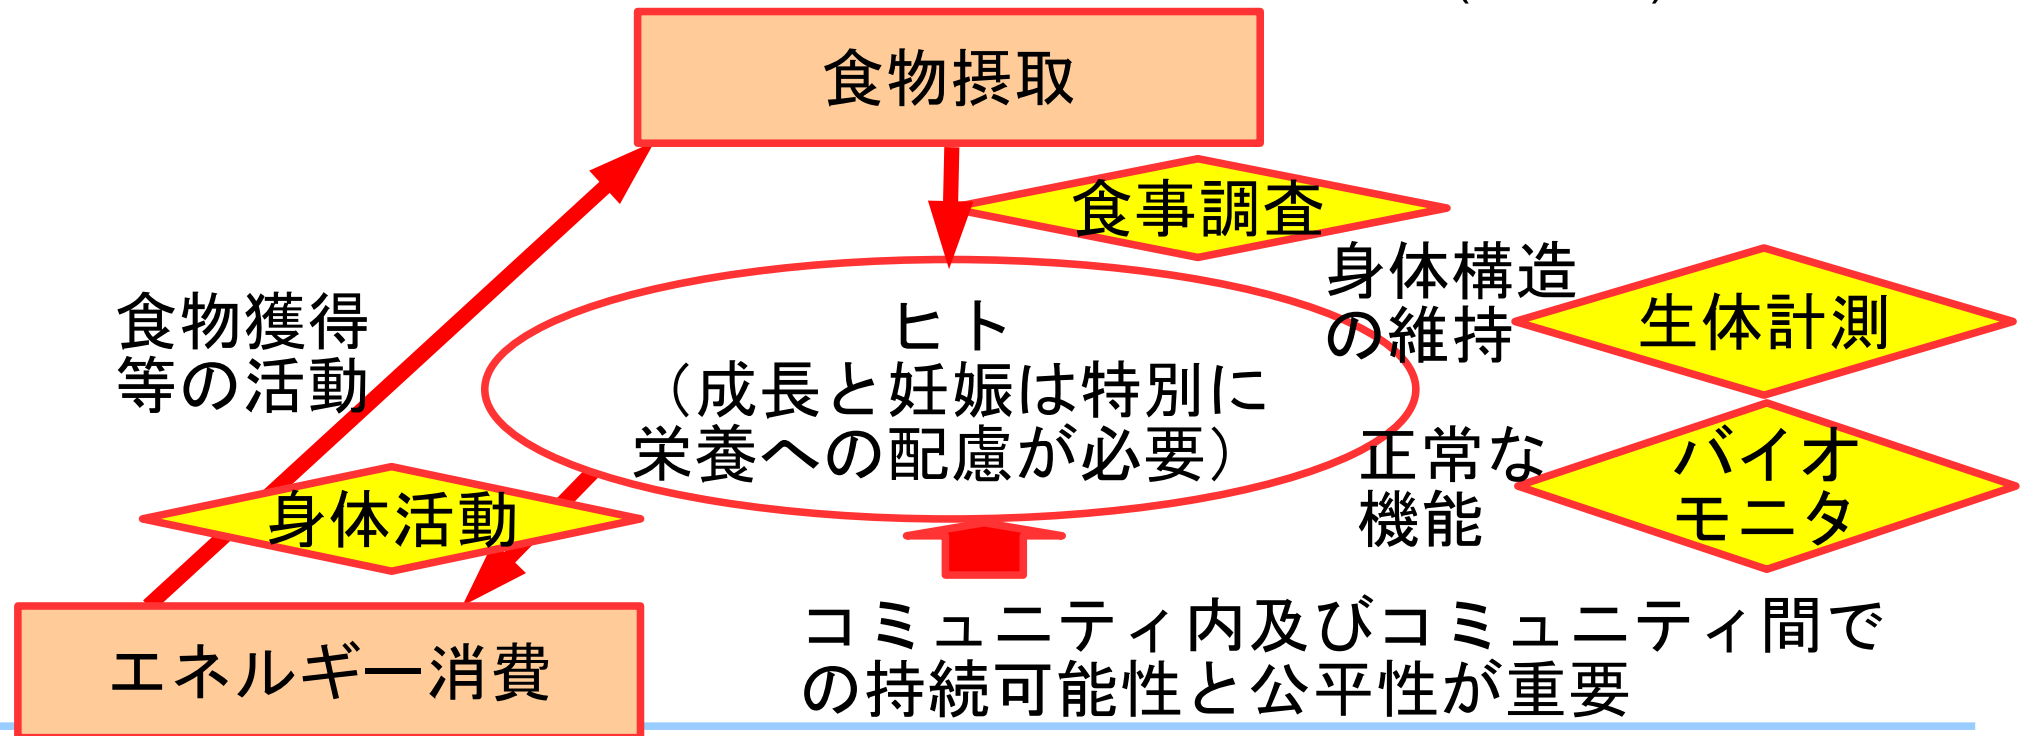 食物摂取
食事調査
身体構造
の維持
生体計測
食物獲得
等の活動
ヒト
（成長と妊娠は特別に
栄養への配慮が必要）
正常な
機能
バイオ
モニタ
身体活動
エネルギー消費
コミュニティ内及びコミュニティ間で
の持続可能性と公平性が重要